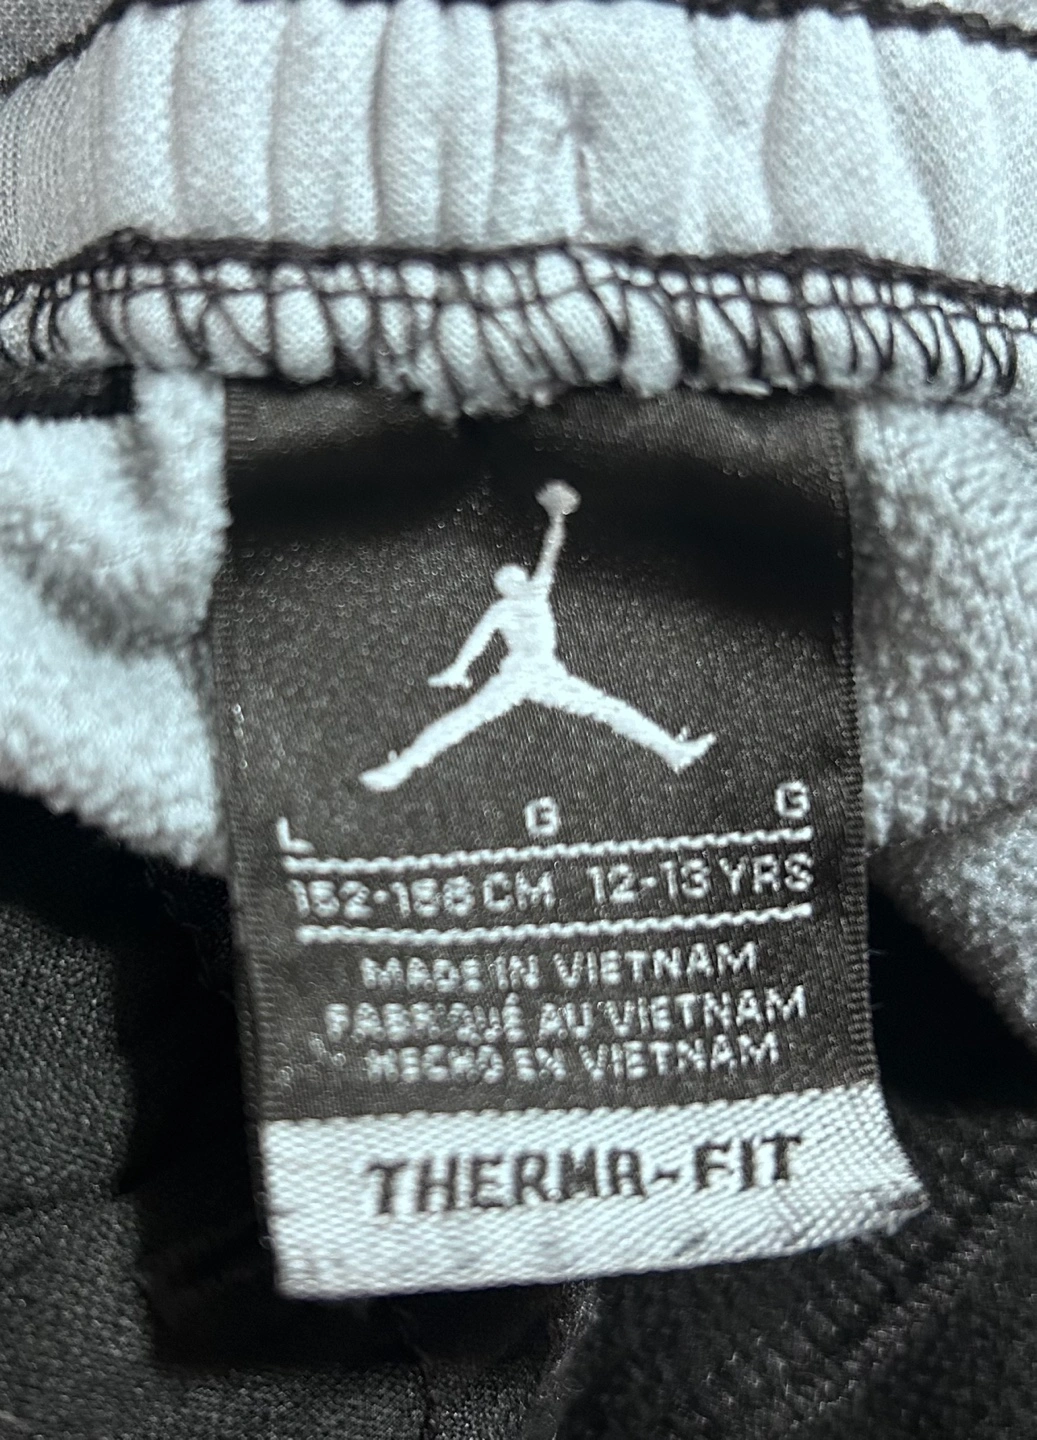 L G G
152-158 CM 12-13 YRS
MADE IN VIETNAM
FABRIQUÉ AU VIETNAM
HECHO EN VIETNAM
THERMA-FIT